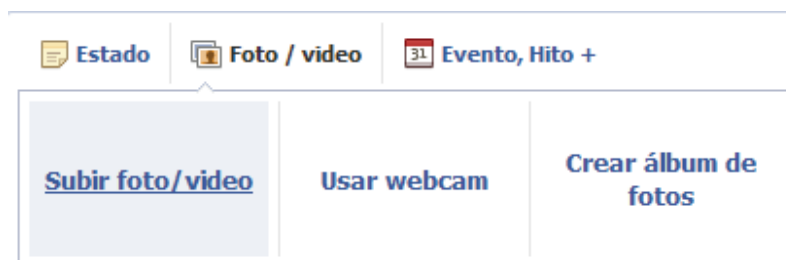 Estado Foto / video 31 Evento, Hito +
Subir foto/video Usar webcam Crear álbum de
fotos